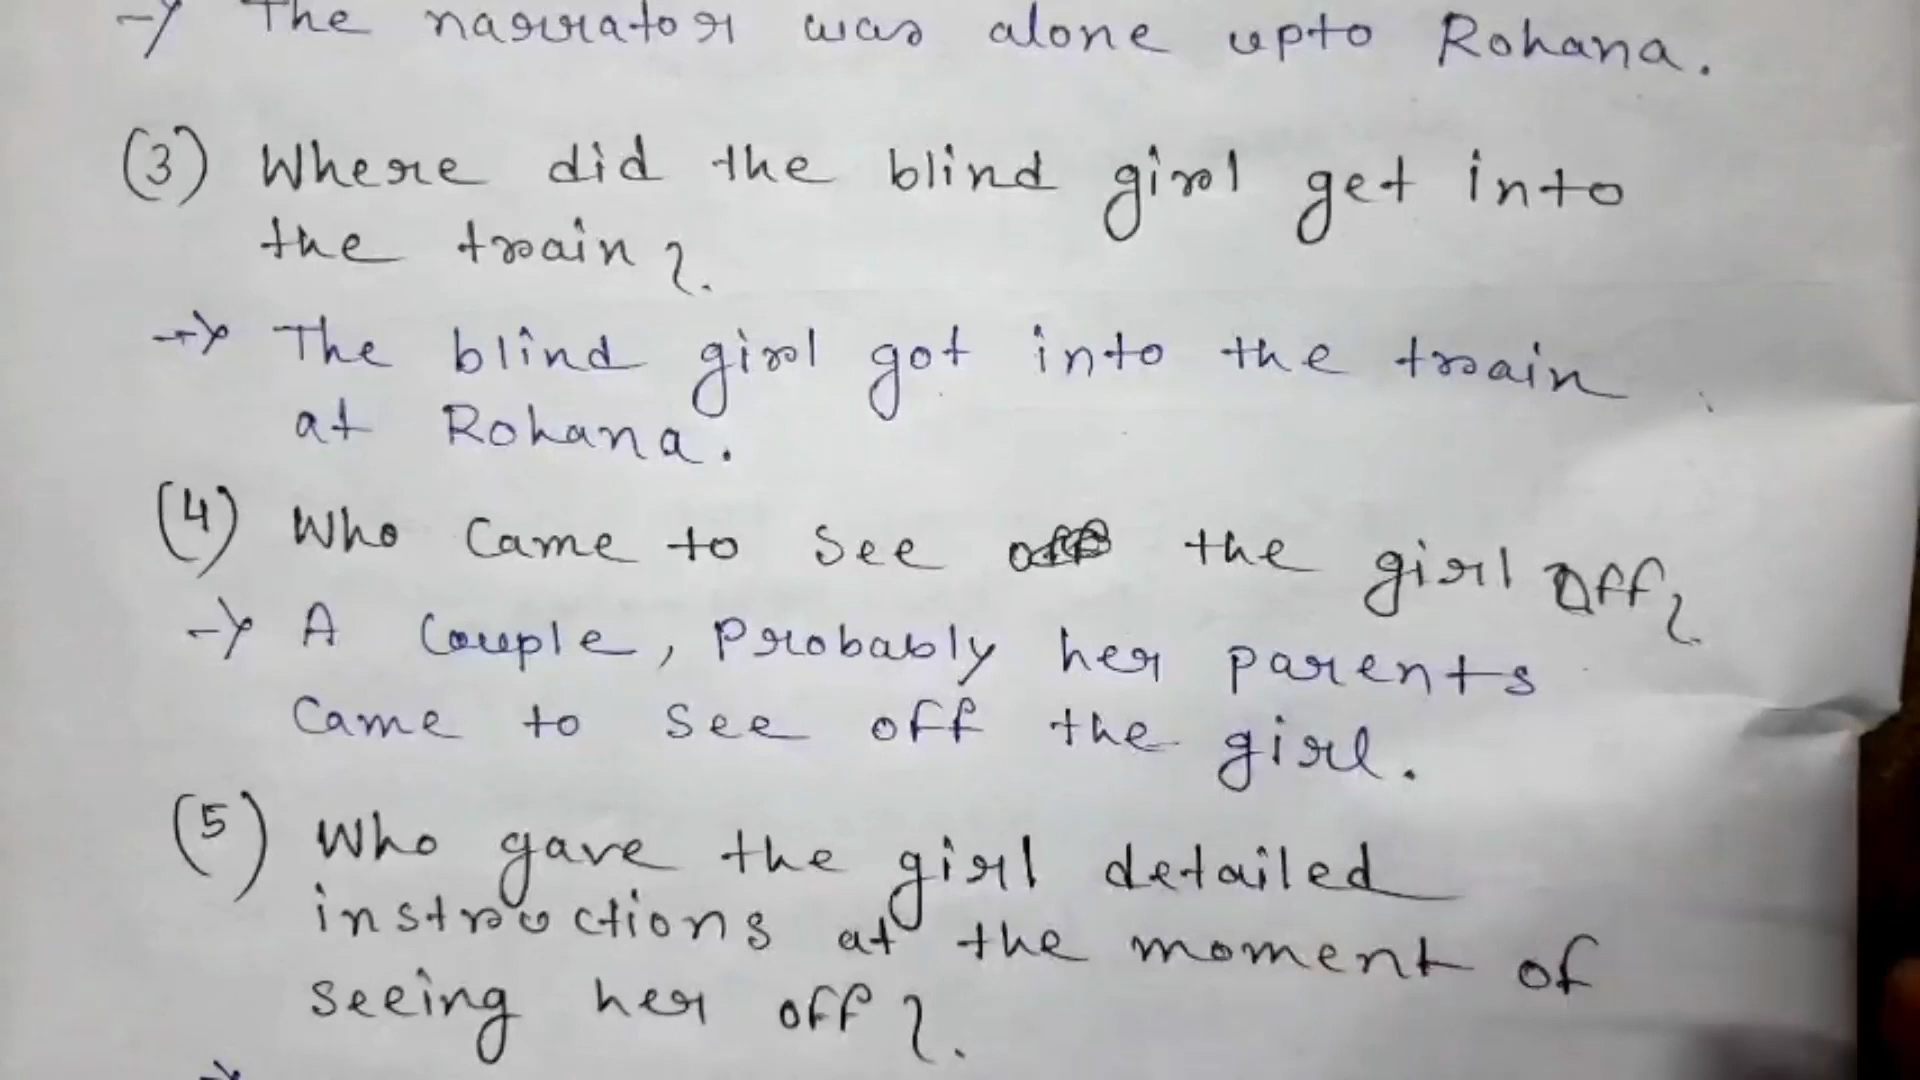 → The narrator was alone upto Rohana.
(3) Where did the blind girl get into
the train?
→ The blind girl got into the train
at Rohana.
(4) Who came to see the girl off?
→ A couple, Probably her parents
came to see off the girl.
(5) Who gave the girl detailed
instructions at the moment of
seeing her off?
→